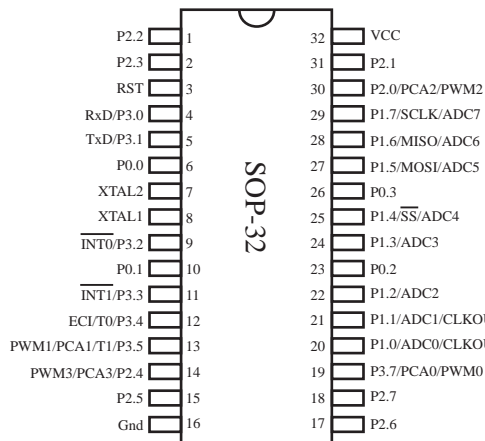 P2.2 1 32 VCC
P2.3 2 31 P2.1
RST 3 30 P2.0/PCA2/PWM2
RxD/P3.0 4 29 P1.7/SCLK/ADC7
TxD/P3.1 5 28 P1.6/MISO/ADC6
P0.0 6 27 P1.5/MOSI/ADC5
XTAL2 7 26 P0.3
XTAL1 8 25 P1.4/SS/ADC4
INT0/P3.2 9 24 P1.3/ADC3
P0.1 10 23 P0.2
INT1/P3.3 11 22 P1.2/ADC2
ECI/T0/P3.4 12 21 P1.1/ADC1/CLKOU
PWM1/PCA1/T1/P3.5 13 20 P1.0/ADC0/CLKOU
PWM3/PCA3/P2.4 14 19 P3.7/PCA0/PWM0
P2.5 15 18 P2.7
Gnd 16 17 P2.6
SOP-32